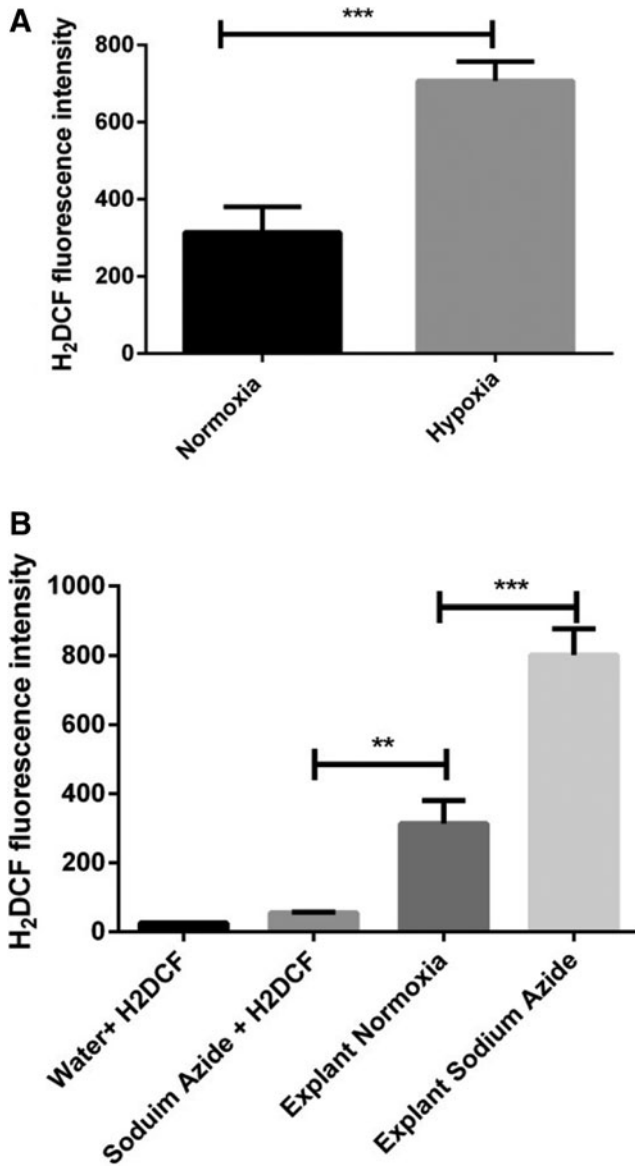 A
***
H₂DCF fluorescence intensity
800
600
400
200
0
Normoxia
Hypoxia
B
H₂DCF fluorescence intensity
1000
800
600
400
200
0
***
**
Water+ H2DCF
Soduim Azide + H2DCF
Explant Normoxia
Explant Sodium Azide